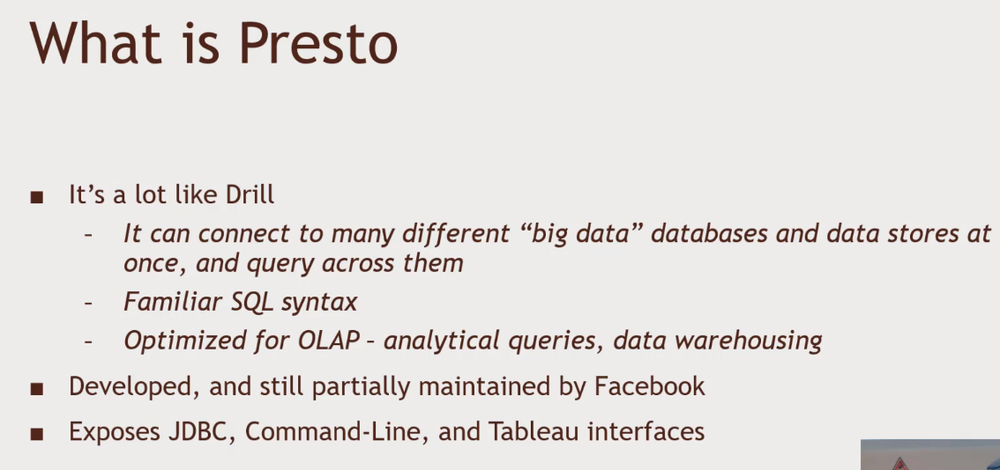 What is Presto
■ It’s a lot like Drill
– It can connect to many different “big data” databases and data stores at
once, and query across them
– Familiar SQL syntax
– Optimized for OLAP – analytical queries, data warehousing
■ Developed, and still partially maintained by Facebook
■ Exposes JDBC, Command-Line, and Tableau interfaces